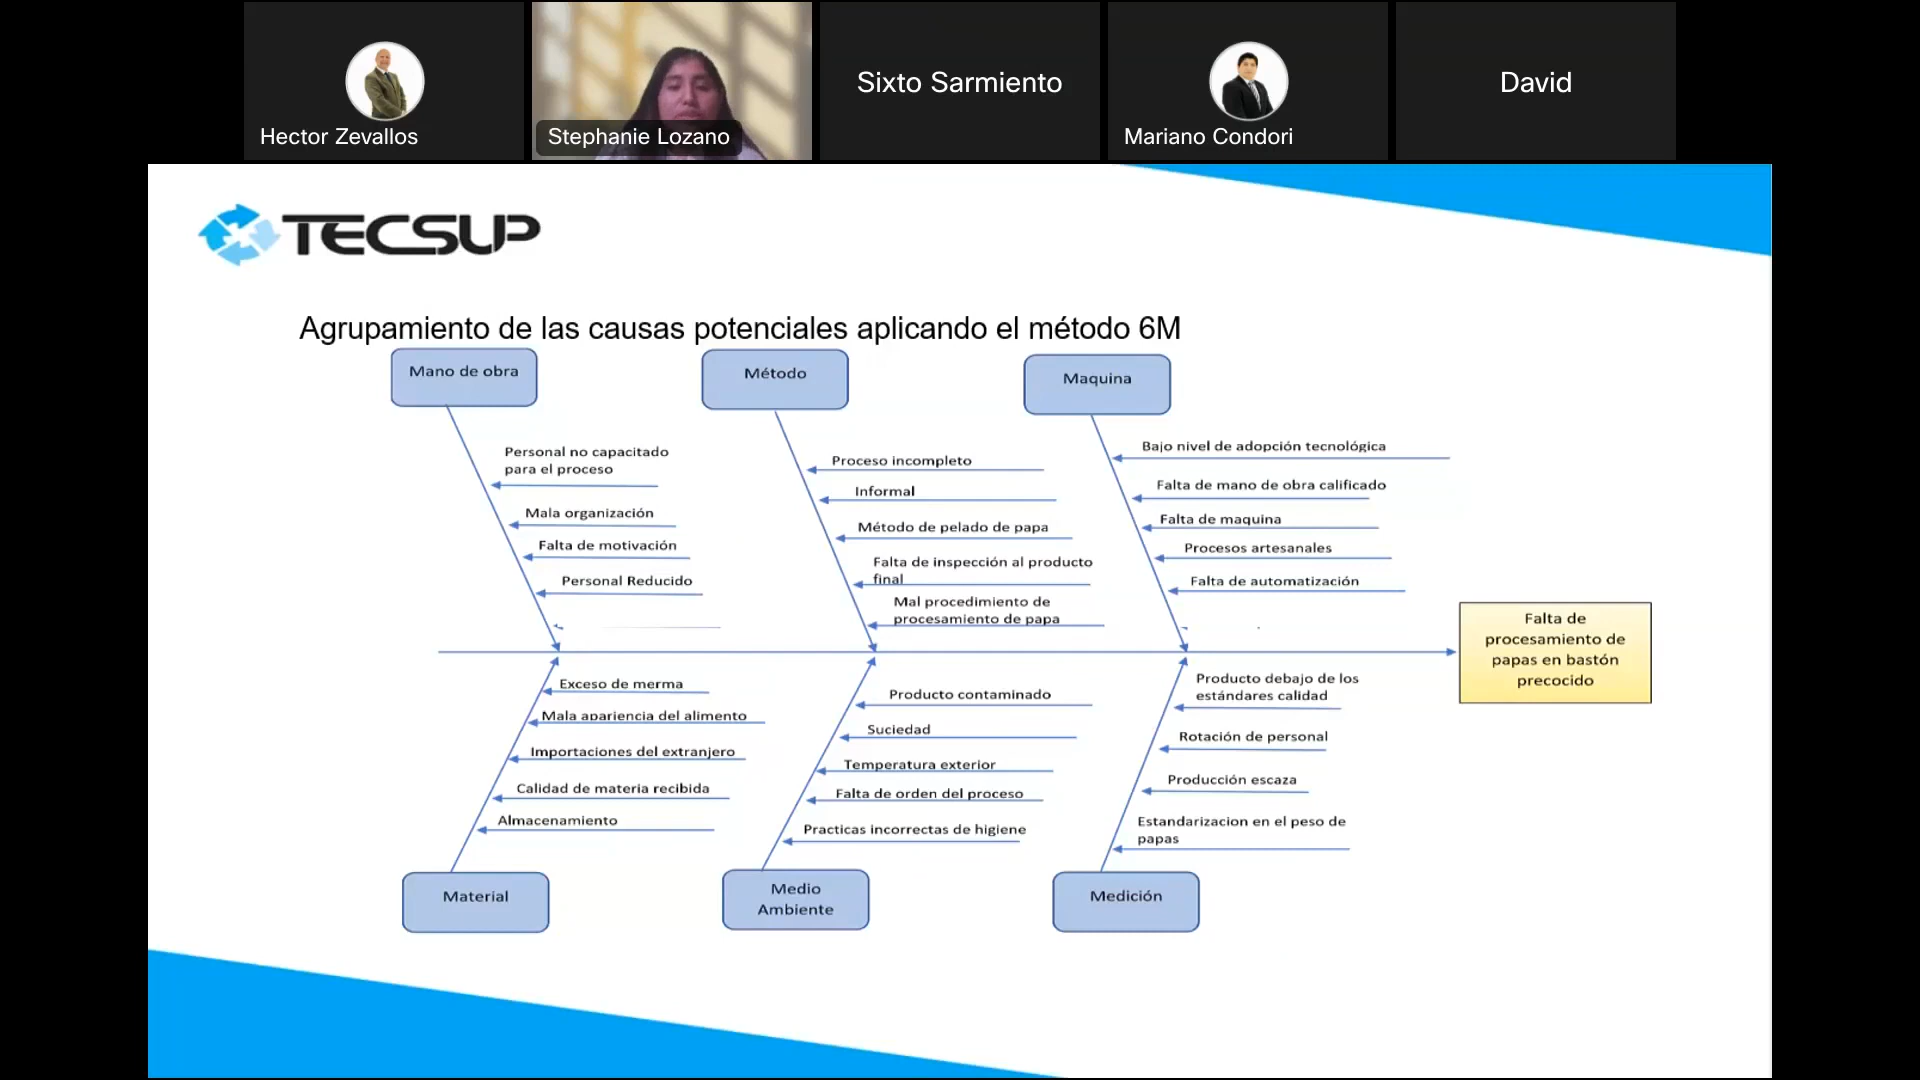 Hector Zevallos
Stephanie Lozano
Sixto Sarmiento
Mariano Condori
David
TECSUP
Agrupamiento de las causas potenciales aplicando el método 6M
Mano de obra
Personal no capacitado
para el proceso
Mala organización
Falta de motivación
Personal Reducido
Método
Proceso incompleto
Informal
Método de pelado de papa
Falta de inspección al producto
final
Mal procedimiento de
procesamiento de papa
Maquina
Bajo nivel de adopción tecnológica
Falta de mano de obra calificado
Falta de maquina
Procesos artesanales
Falta de automatización
Falta de
procesamiento de
papas en bastón
precocido
Exceso de merma
Mala apariencia del alimento
Importaciones del extranjero
Calidad de materia recibida
Almacenamiento
Material
Producto contaminado
Suciedad
Temperatura exterior
Falta de orden del proceso
Practicas incorrectas de higiene
Medio
Ambiente
Producto debajo de los
estándares calidad
Rotación de personal
Producción escaza
Estandarizacion en el peso de
papas
Medición